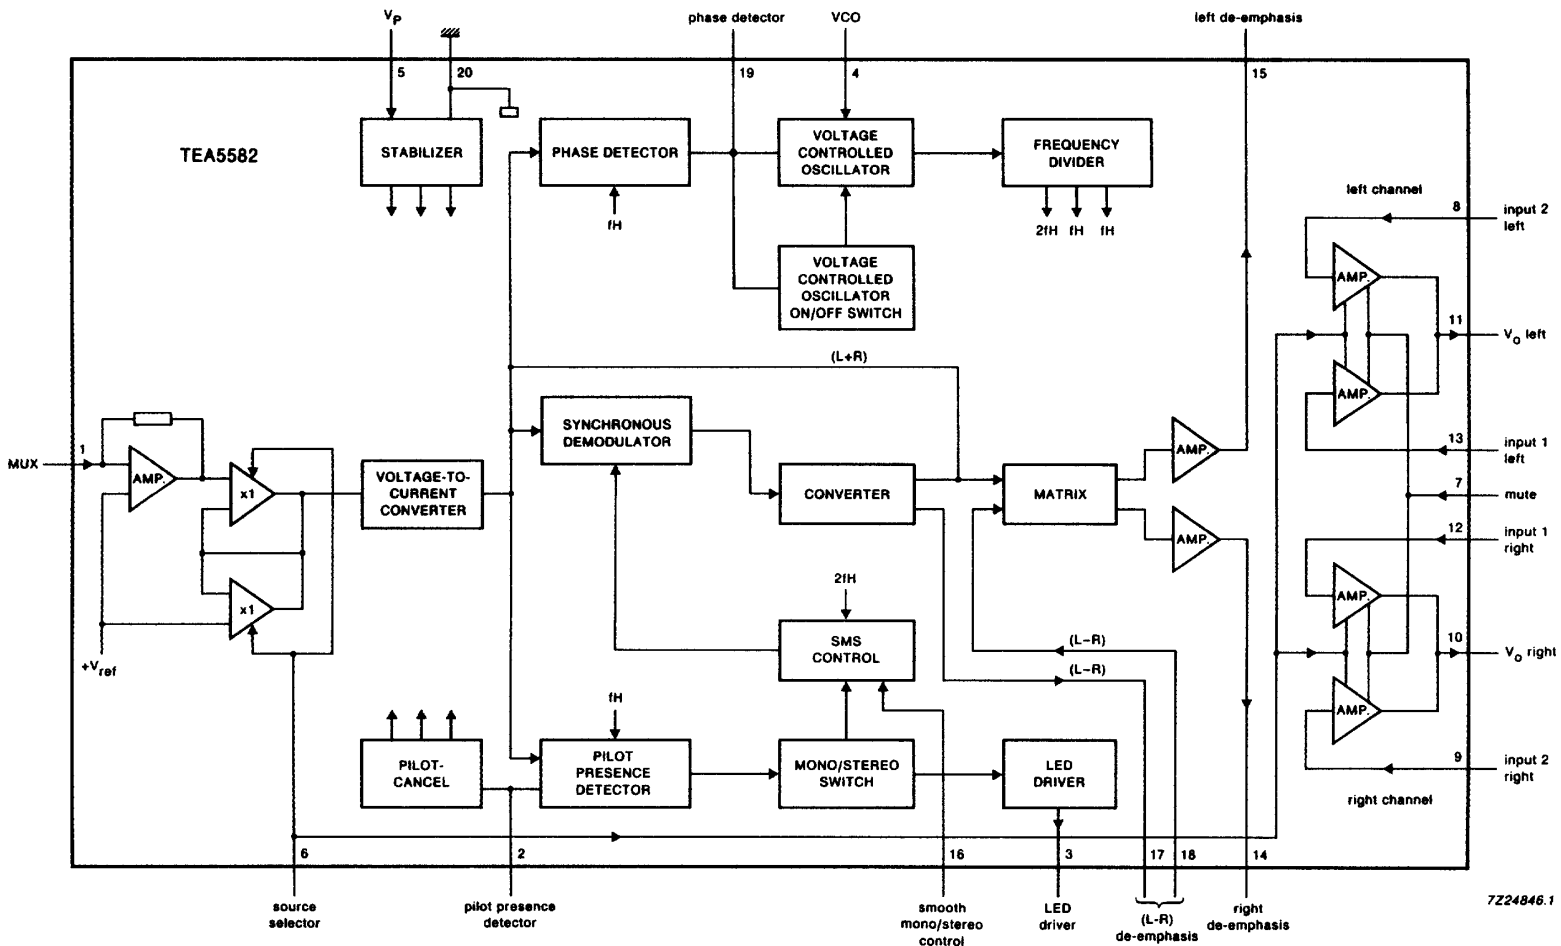 V_P
phase detector
VCO
left de-emphasis
5
20
19
4
15
TEA5582
STABILIZER
PHASE DETECTOR
VOLTAGE
CONTROLLED
OSCILLATOR
FREQUENCY
DIVIDER
fH
2fH fH fH
VOLTAGE
CONTROLLED
OSCILLATOR
ON/OFF SWITCH
left channel
8
input 2
left
AMP.
11
V_o left
AMP.
13
input 1
left
7
mute
12
input 1
right
AMP.
10
V_o right
AMP.
9
input 2
right
right channel
(L+R)
MUX
1
AMP.
x1
x1
+V_ref
VOLTAGE-TO-
CURRENT
CONVERTER
SYNCHRONOUS
DEMODULATOR
CONVERTER
MATRIX
AMP.
AMP.
2fH
SMS
CONTROL
(L−R)
(L−R)
fH
PILOT-
CANCEL
PILOT
PRESENCE
DETECTOR
MONO/STEREO
SWITCH
LED
DRIVER
6
2
16
3
17
18
14
source
selector
pilot presence
detector
smooth
mono/stereo
control
LED
driver
(L-R)
de-emphasis
right
de-emphasis
7Z24846.1